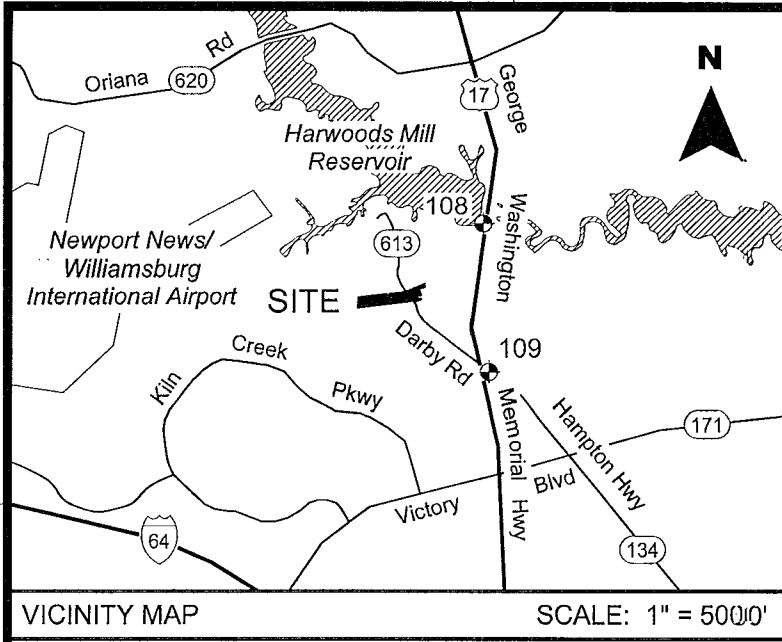 Oriana Rd
620
17
George
Washington
Memorial Hwy
N
Harwoods Mill
Reservoir
108
613
Newport News/
Williamsburg
International Airport
SITE
Darby Rd
109
Kiln Creek Pkwy
Hampton Hwy
171
Victory Blvd
64
134
VICINITY MAP
SCALE: 1" = 5000'